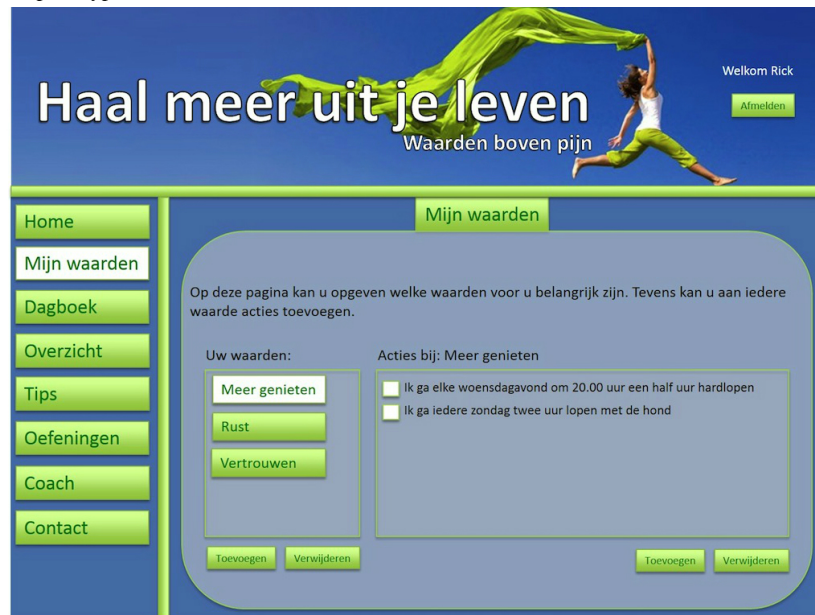 Welkom Rick
Afmelden
Haal meer uit je leven
Waarden boven pijn
Home
Mijn waarden
Dagboek
Overzicht
Tips
Oefeningen
Coach
Contact
Mijn waarden
Op deze pagina kan u opgeven welke waarden voor u belangrijk zijn. Tevens kan u aan iedere
waarde acties toevoegen.
Uw waarden:
Meer genieten
Rust
Vertrouwen
Toevoegen Verwijderen
Acties bij: Meer genieten
Ik ga elke woensdagavond om 20.00 uur een half uur hardlopen
Ik ga iedere zondag twee uur lopen met de hond
Toevoegen Verwijderen